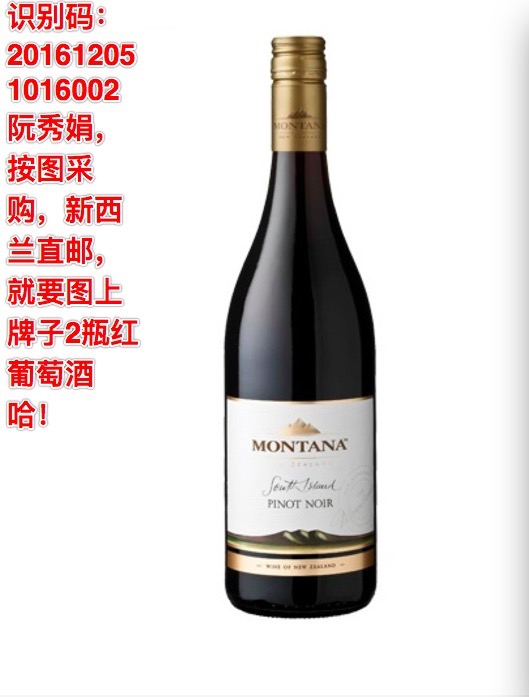 识别码：
20161205
1016002
阮秀娟，
按图采
购，新西
兰直邮，
就要图上
牌子2瓶红
葡萄酒
哈！
MONTANA
MONTANA
ZEALAND
South Island
PINOT NOIR
WINE OF NEW ZEALAND